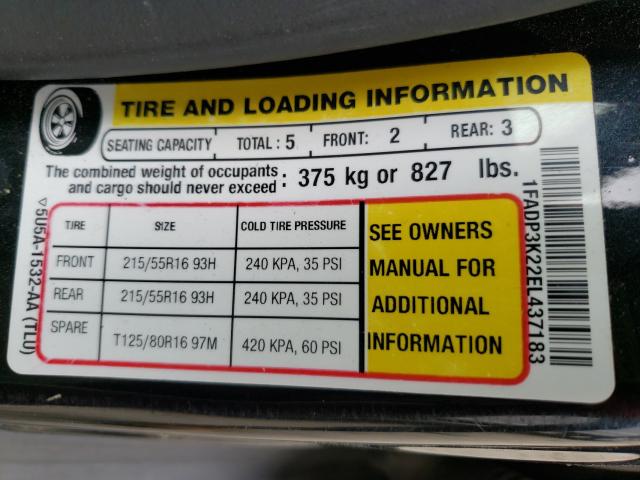 TIRE AND LOADING INFORMATION
SEATING CAPACITY TOTAL : 5 FRONT: 2 REAR: 3
The combined weight of occupants and cargo should never exceed : 375 kg or 827 lbs.
TIRE SIZE COLD TIRE PRESSURE
FRONT 215/55R16 93H 240 KPA, 35 PSI
REAR 215/55R16 93H 240 KPA, 35 PSI
SPARE T125/80R16 97M 420 KPA, 60 PSI
SEE OWNERS
MANUAL FOR
ADDITIONAL
INFORMATION
5U5A-1532-AA (TLU)
1FADP3K22EL437183